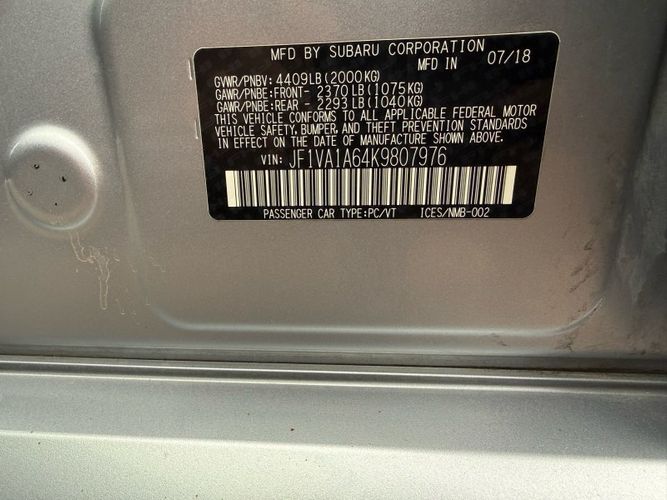 MFD BY SUBARU CORPORATION
MFD IN 07/18
GVWR/PNBV: 4409LB(2000KG)
GAWR/PNBE:FRONT- 2370LB(1075KG)
GAWR/PNBE:REAR - 2293LB(1040KG)
THIS VEHICLE CONFORMS TO ALL APPLICABLE FEDERAL MOTOR
VEHICLE SAFETY, BUMPER, AND THEFT PREVENTION STANDARDS
IN EFFECT ON THE DATE OF MANUFACTURE SHOWN ABOVE.
VIN: JF1VA1A64K9807976
PASSENGER CAR TYPE:PC/VT ICES/NMB-002